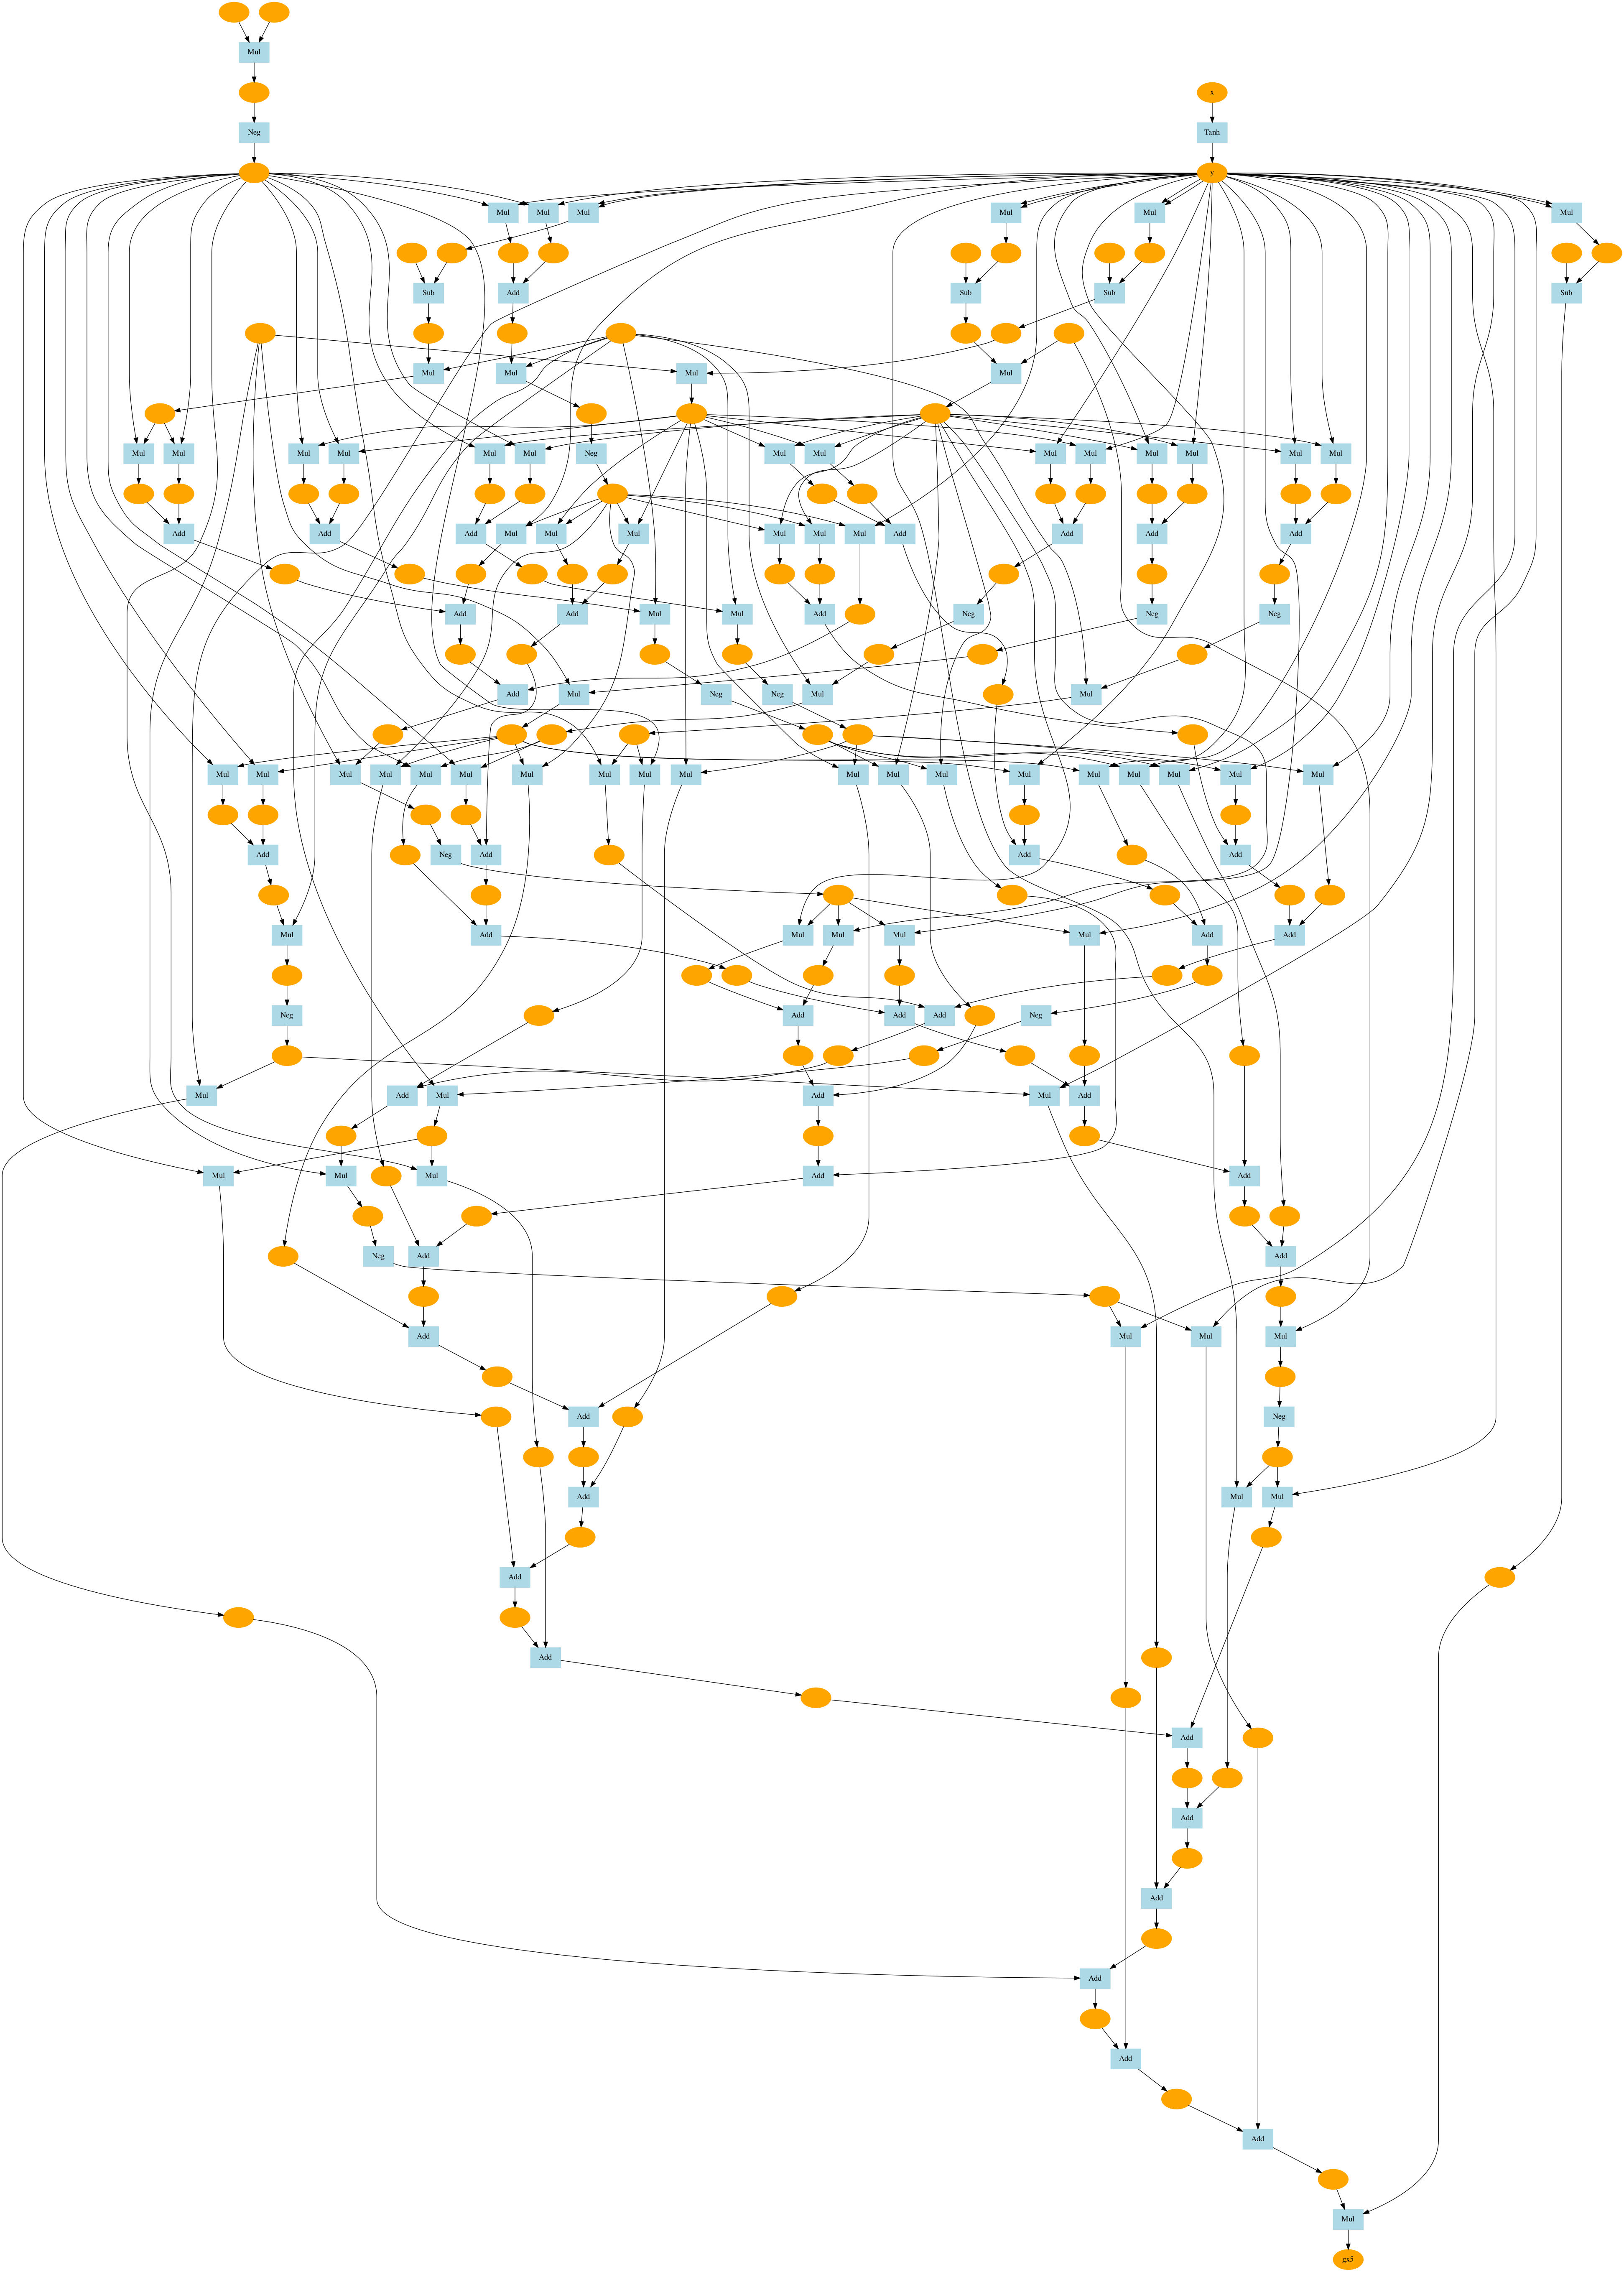 Mul
x
Neg Tanh
y
Mul Mul Mul Mul Mul Mul
Sub Add Sub Sub Sub
Mul Mul Mul Mul
Mul Mul Mul Mul Mul Mul Neg Mul Mul Mul Mul Mul Mul Mul Mul
Add Add Add Mul Mul Mul Mul Mul Mul Add Add Add Add
Add Add Mul Mul Add Neg Neg Neg
Add Mul Neg Neg Mul Mul
Mul Mul Mul Mul Mul Mul Mul Mul Mul Mul Mul Mul Mul Mul Mul Mul Mul Mul Mul
Add Neg Add Add Add
Mul Add Mul Mul Mul Mul Add Add
Neg Add Add Add Neg
Mul Add Mul Add Mul Add
Mul Mul Mul Add Add
Neg Add Add
Add Mul Mul Mul
Add Neg
Add Mul Mul
Add
Add
Add
Add
Add
Add
Add
Add
Mul
gx5